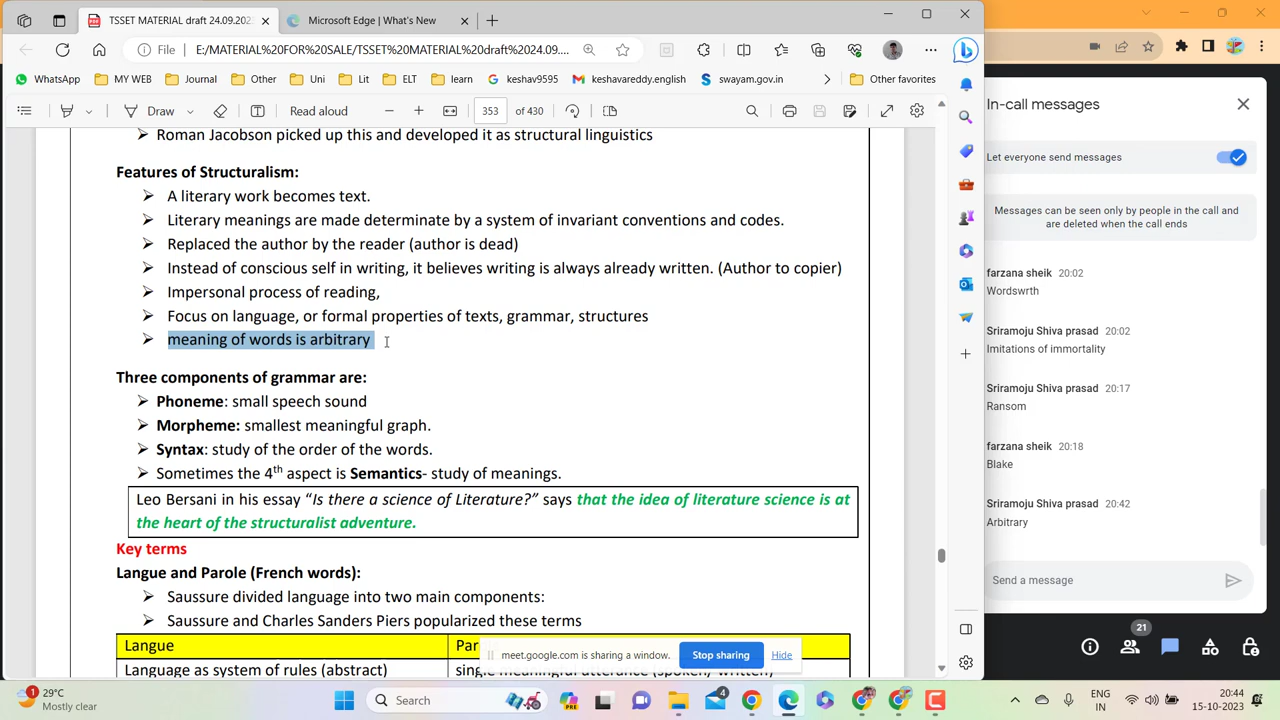 TSSET MATERIAL draft 24.09.202
Microsoft Edge | What's New
File
E:/MATERIAL%20FOR%20SALE/TSSET%20MATERIAL%20draft%2024.09....
WhatsApp
MY WEB
Journal
Other
Uni
Lit
ELT
learn
keshav9595
keshavareddy.english
swayam.gov.in
Other favorites
Draw
Read aloud
353
of 430
Roman Jacobson picked up this and developed it as structural linguistics
Features of Structuralism:
A literary work becomes text.
Literary meanings are made determinate by a system of invariant conventions and codes.
Replaced the author by the reader (author is dead)
Instead of conscious self in writing, it believes writing is always already written. (Author to copier)
Impersonal process of reading,
Focus on language, or formal properties of texts, grammar, structures
meaning of words is arbitrary
Three components of grammar are:
Phoneme: small speech sound
Morpheme: smallest meaningful graph.
Syntax: study of the order of the words.
Sometimes the 4th aspect is Semantics- study of meanings.
Leo Bersani in his essay “Is there a science of Literature?” says that the idea of literature science is at
the heart of the structuralist adventure.
Key terms
Langue and Parole (French words):
Saussure divided language into two main components:
Saussure and Charles Sanders Piers popularized these terms
Langue
Par
Language as system of rules (abstract)
single meaningful utterance (spoken/ written)
meet.google.com is sharing a window.
Stop sharing
Hide
In-call messages
Let everyone send messages
Messages can be seen only by people in the call and
are deleted when the call ends
farzana sheik 20:02
Wordswrth
Sriramoju Shiva prasad 20:02
Imitations of immortality
Sriramoju Shiva prasad 20:17
Ransom
farzana sheik 20:18
Blake
Sriramoju Shiva prasad 20:42
Arbitrary
Send a message
21
1
29°C
Mostly clear
Search
PRE
4
ENG
IN
20:44
15-10-2023